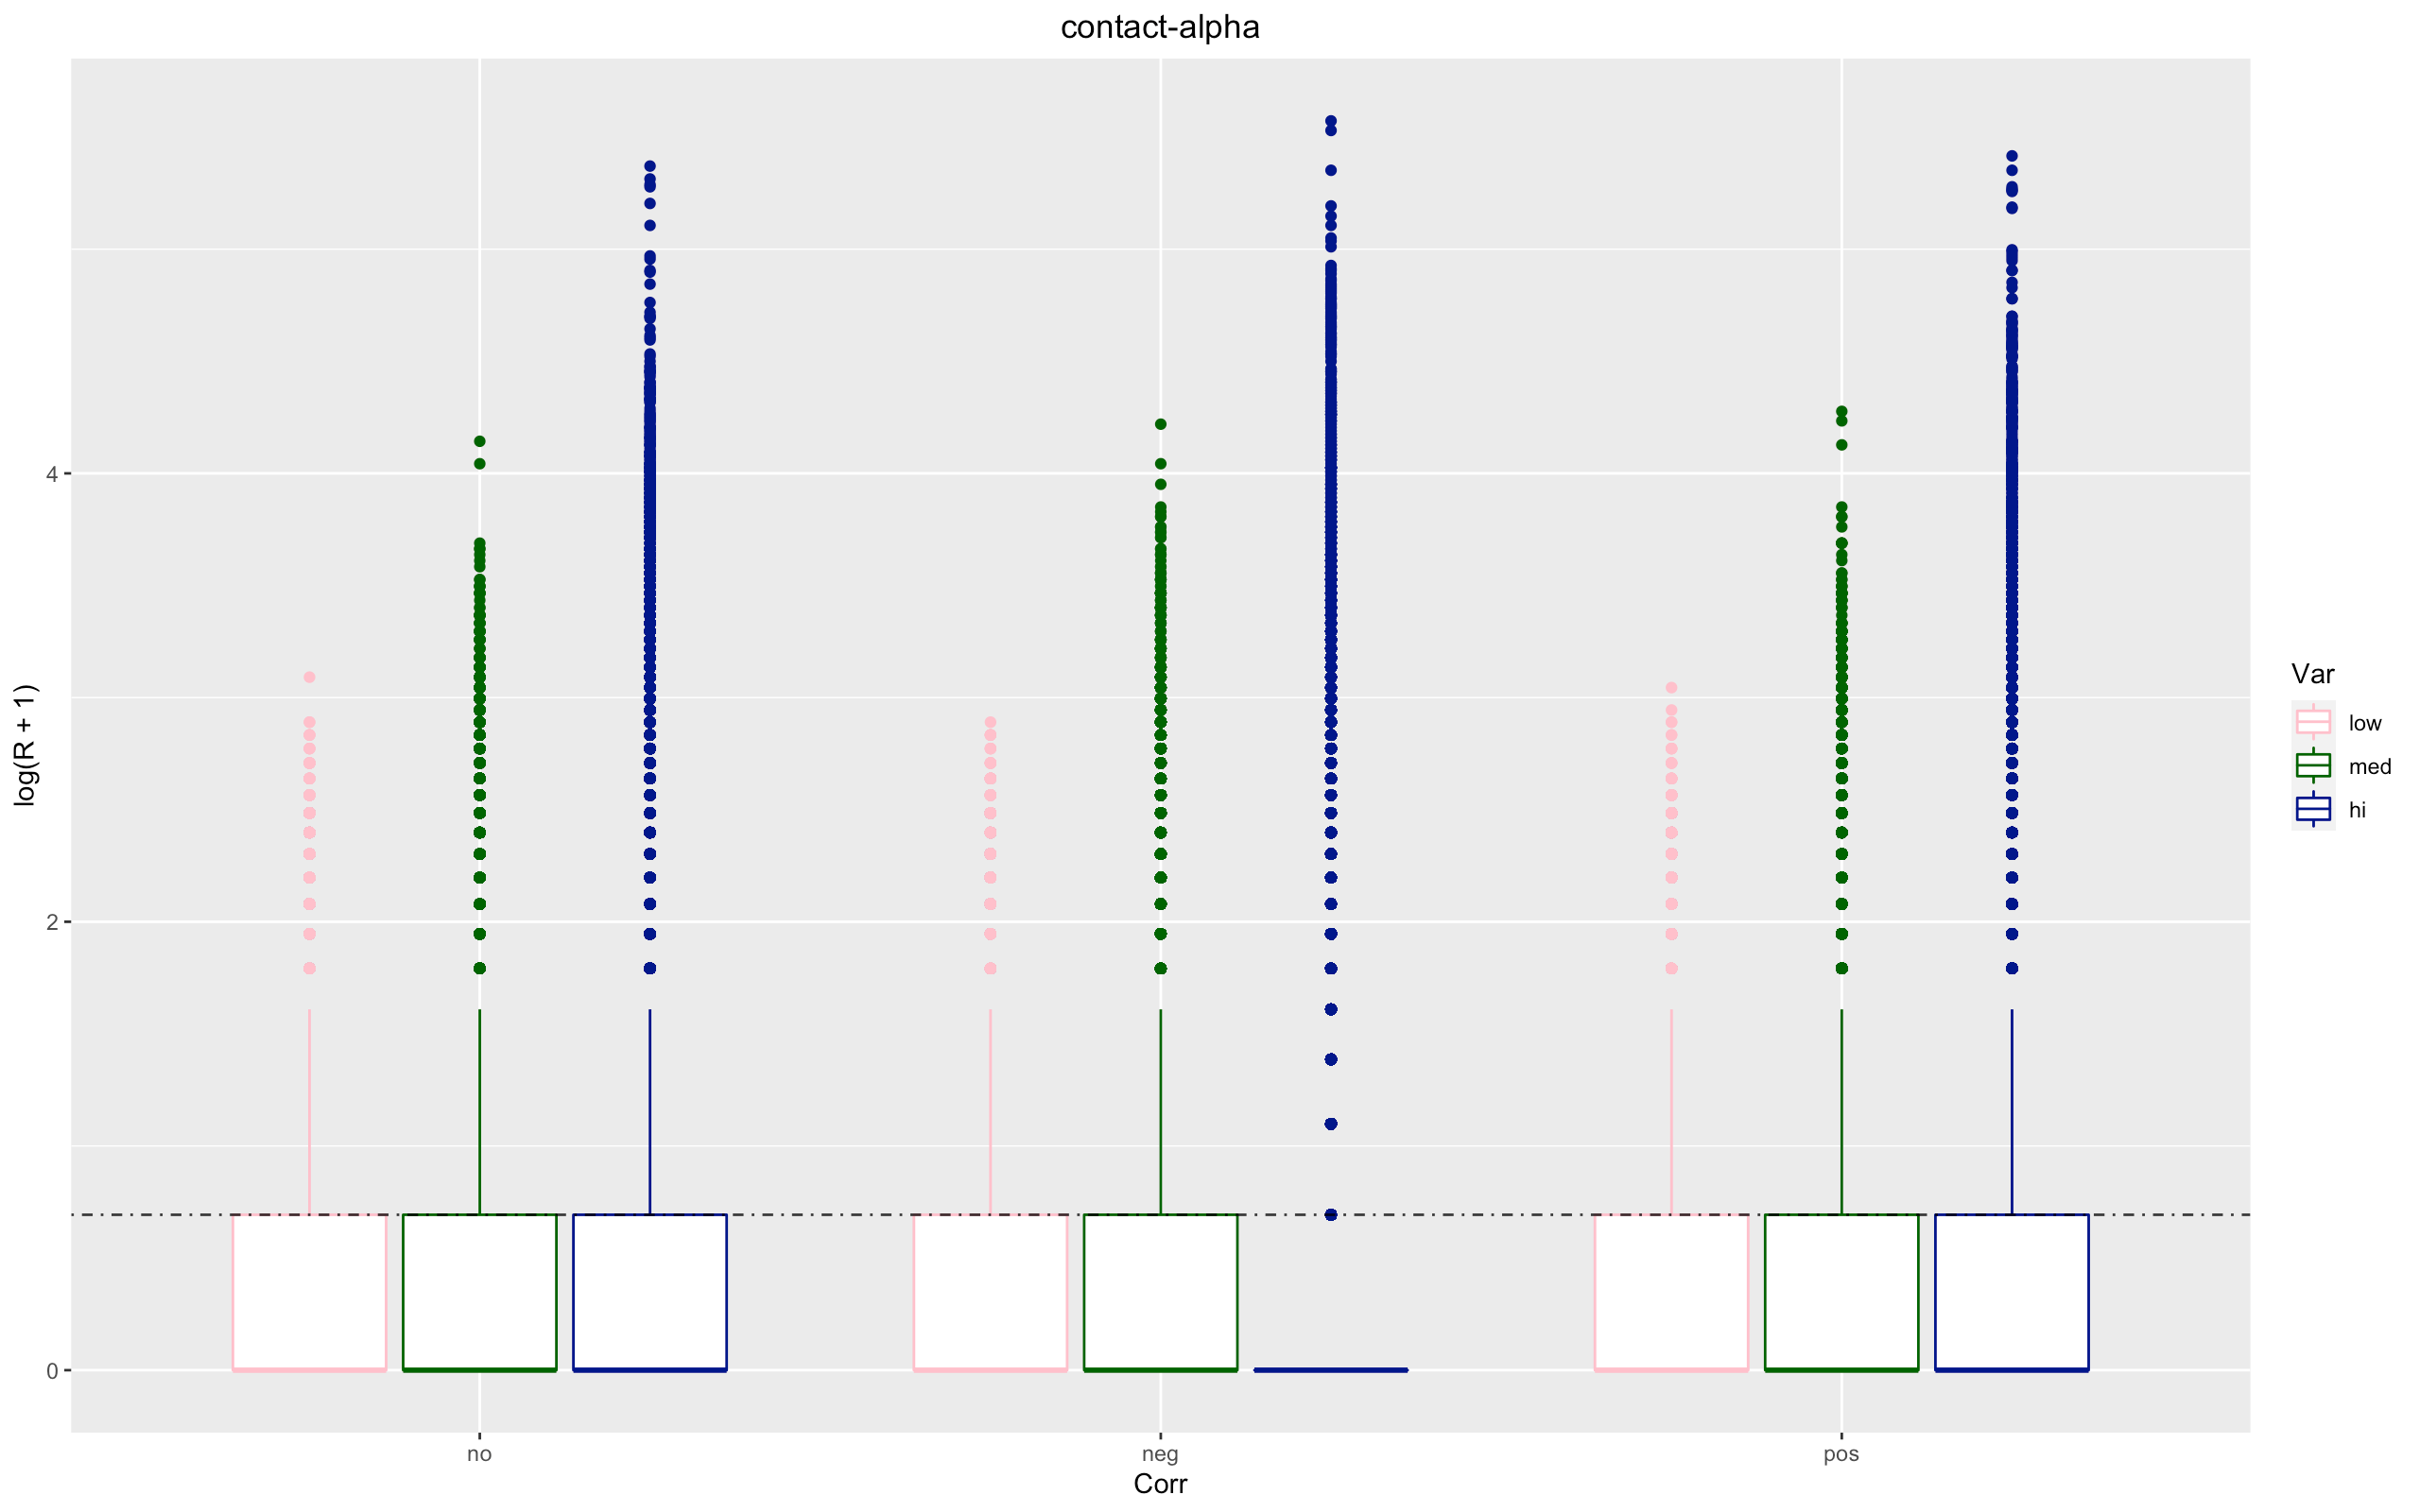 contact-alpha
log(R + 1)
4
2
0
no
neg
pos
Corr
Var
low
med
hi